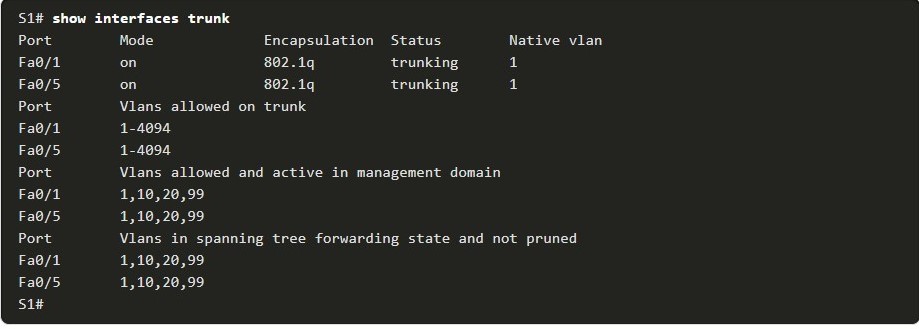 S1# show interfaces trunk
Port Mode Encapsulation Status Native vlan
Fa0/1 on 802.1q trunking 1
Fa0/5 on 802.1q trunking 1
Port Vlans allowed on trunk
Fa0/1 1-4094
Fa0/5 1-4094
Port Vlans allowed and active in management domain
Fa0/1 1,10,20,99
Fa0/5 1,10,20,99
Port Vlans in spanning tree forwarding state and not pruned
Fa0/1 1,10,20,99
Fa0/5 1,10,20,99
S1#